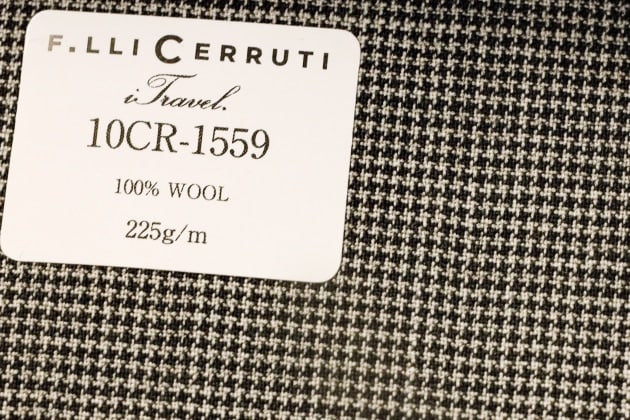 F.LLI CERRUTI
iTravel.
10CR-1559
100% WOOL
225g/m